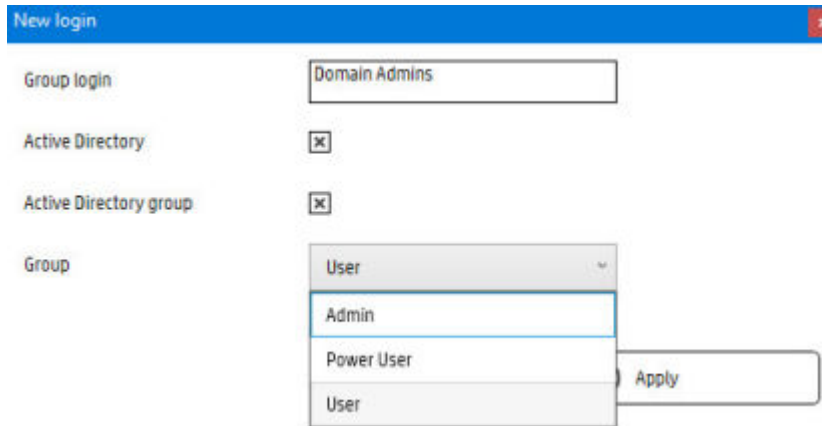 New login
Group login
Domain Admins
Active Directory
Active Directory group
Group
User
Admin
Power User
User
Apply